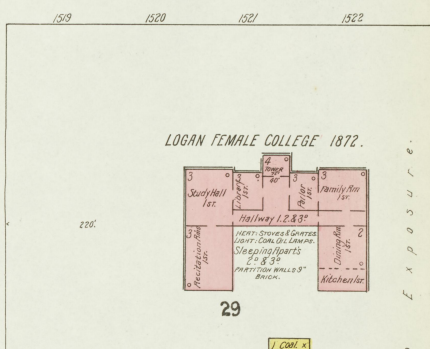 1519 1520 1521 1522
LOGAN FEMALE COLLEGE 1872.
4
TOWER
40'
3 3 3
Study Hall
1ST.
Library
Parlor
1ST.
Family Rm
1ST.
Hallway 1.2.& 3º
220'.
3
Recitation Rms
1ST.
HEAT: STOVES & GRATES
LIGHT: COAL OIL LAMPS.
Sleeping Apart's
2º & 3º
PARTITION WALLS 9"
BRICK.
Dining Rm
1ST.
2
Kitchen 1ST.
Exposure.
29
1 COAL. X